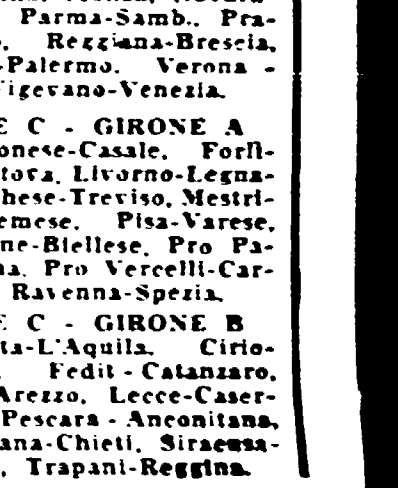 Parma-Samb., Pra-
Reggiana-Brescia,
-Palermo, Verona -
Vigevano-Venezia.
E C - GIRONE A
onese-Casale, Forlì-
tova, Livorno-Legna-
hese-Treviso, Mestri-
emese, Pisa-Varese,
ne-Biellese, Pro Pa-
na, Pro Vercelli-Car-
Ravenna-Spezia.
E C - GIRONE B
ta-L'Aquila, Cirio-
Fedit - Catanzaro,
Arezzo, Lecce-Caser-
Pescara - Anconitana,
ana-Chieti, Siracusa-
, Trapani-Reggina.